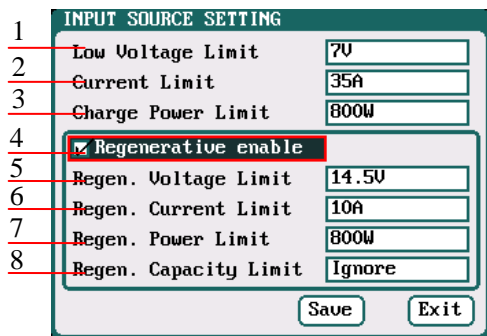 INPUT SOURCE SETTING
1 Low Voltage Limit 7V
2 Current Limit 35A
3 Charge Power Limit 800W
4 Regenerative enable
5 Regen. Voltage Limit 14.5V
6 Regen. Current Limit 10A
7 Regen. Power Limit 800W
8 Regen. Capacity Limit Ignore
Save Exit